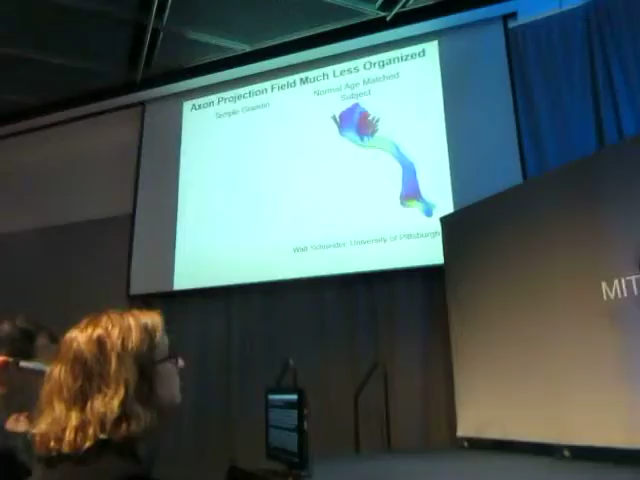 Axon Projection Field Much Less Organized
Temple Grandin
Normal Age Matched
Subject
Walt Schneider, University of Pittsburgh
MIT